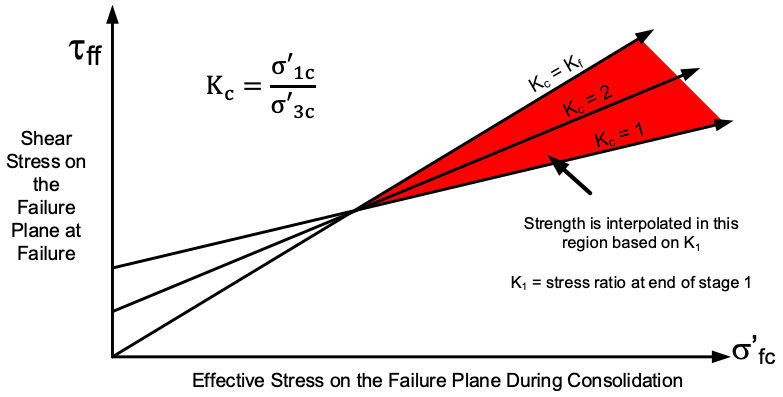 τff
Kc = σ′1c / σ′3c
Shear
Stress on
the
Failure
Plane at
Failure
Kc = Kf
Kc = 2
Kc = 1
Strength is interpolated in this
region based on K1
K1 = stress ratio at end of stage 1
σ'fc
Effective Stress on the Failure Plane During Consolidation